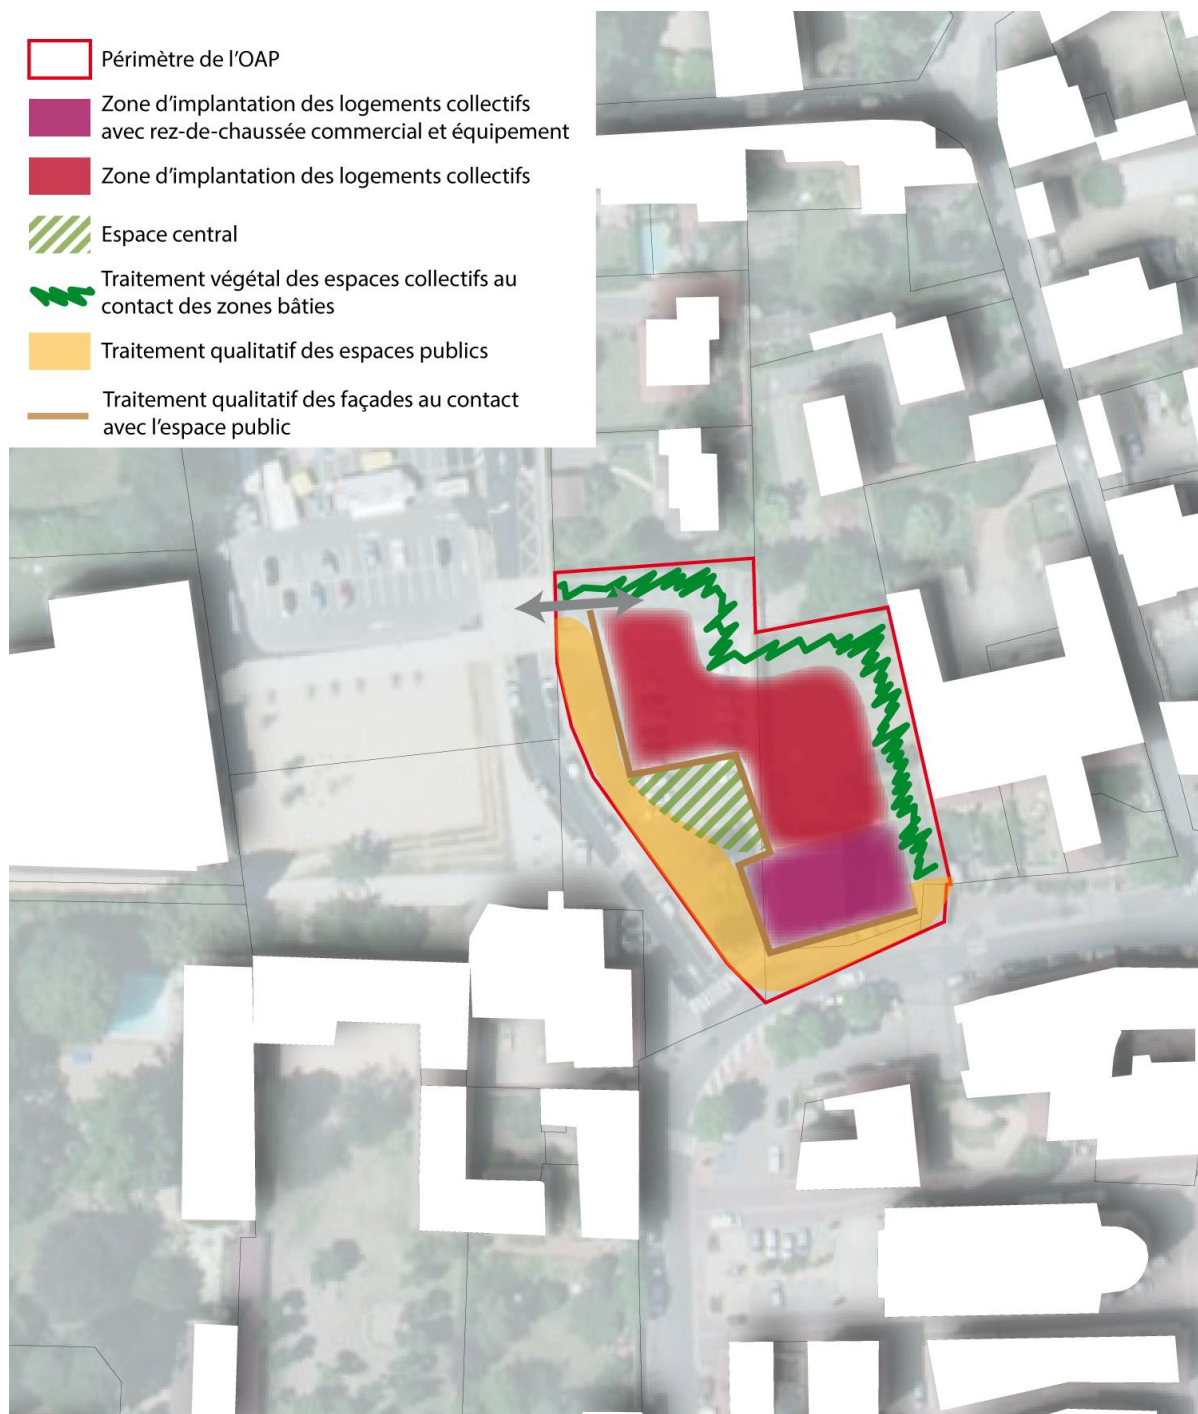 Périmètre de l’OAP
Zone d’implantation des logements collectifs
avec rez-de-chaussée commercial et équipement
Zone d’implantation des logements collectifs
Espace central
Traitement végétal des espaces collectifs au
contact des zones bâties
Traitement qualitatif des espaces publics
Traitement qualitatif des façades au contact
avec l’espace public